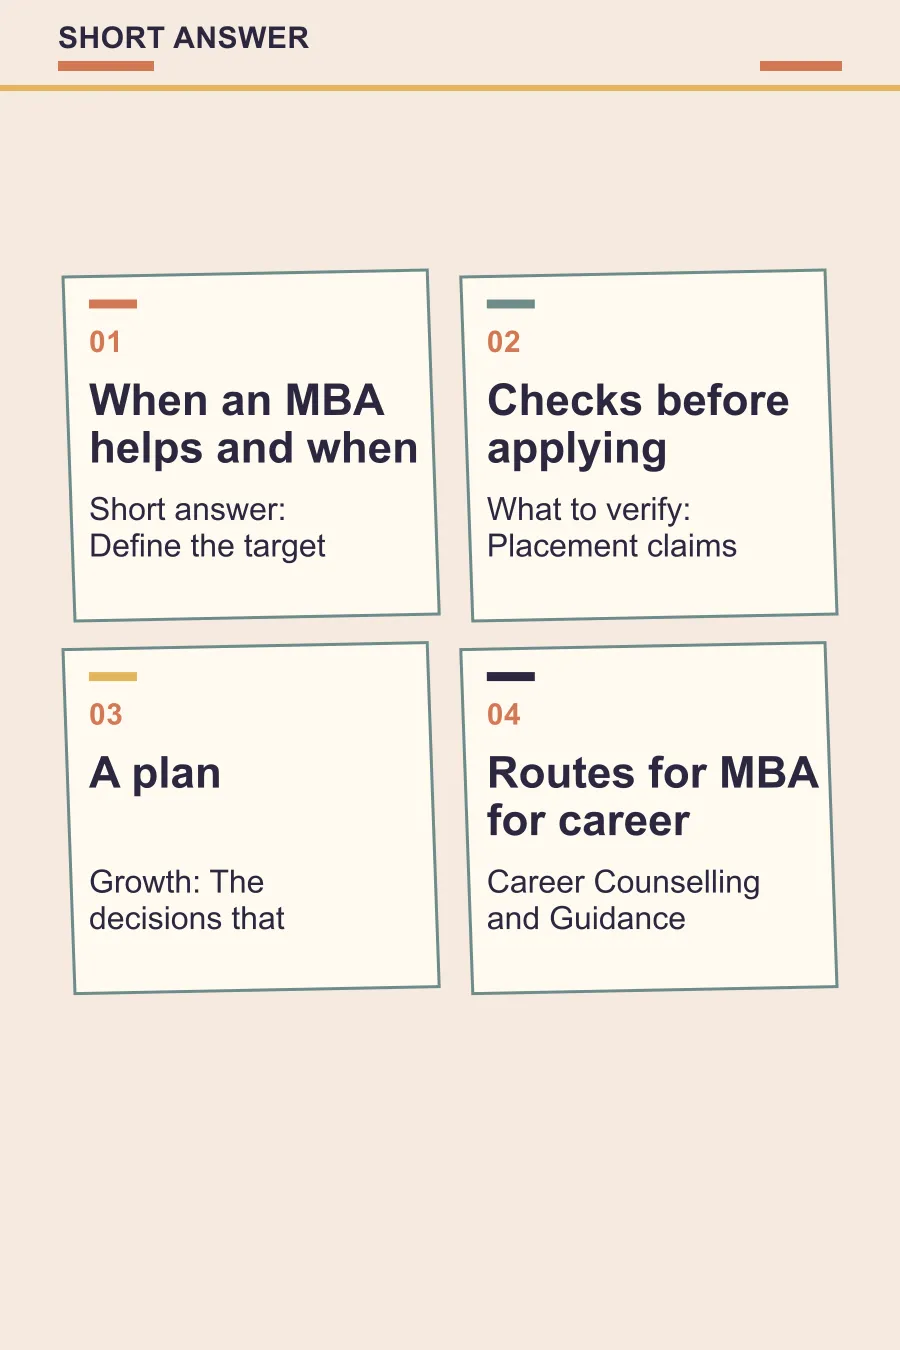 SHORT ANSWER
01
When an MBA
helps and when
Short answer:
Define the target
02
Checks before
applying
What to verify:
Placement claims
03
A plan
Growth: The
decisions that
04
Routes for MBA
for career
Career Counselling
and Guidance